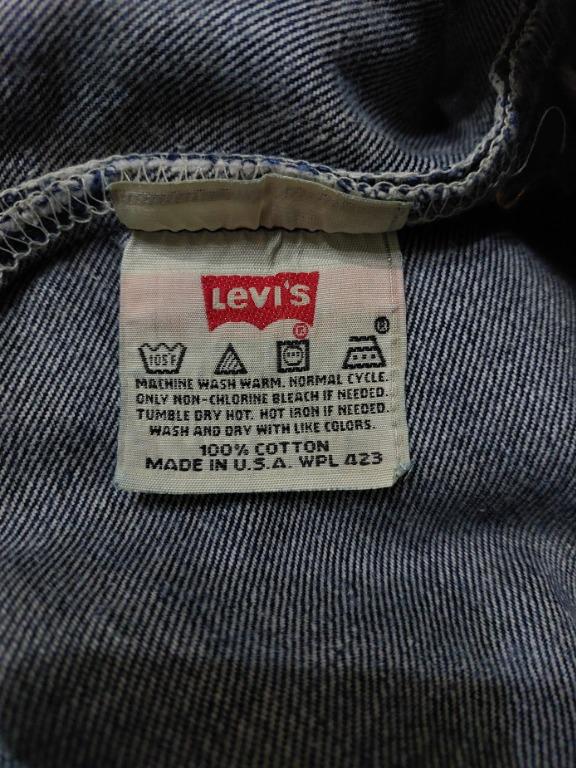 Levi's
105F
MACHINE WASH WARM. NORMAL CYCLE.
ONLY NON-CHLORINE BLEACH IF NEEDED.
TUMBLE DRY HOT. HOT IRON IF NEEDED.
WASH AND DRY WITH LIKE COLORS.
100% COTTON
MADE IN U.S.A. WPL 423